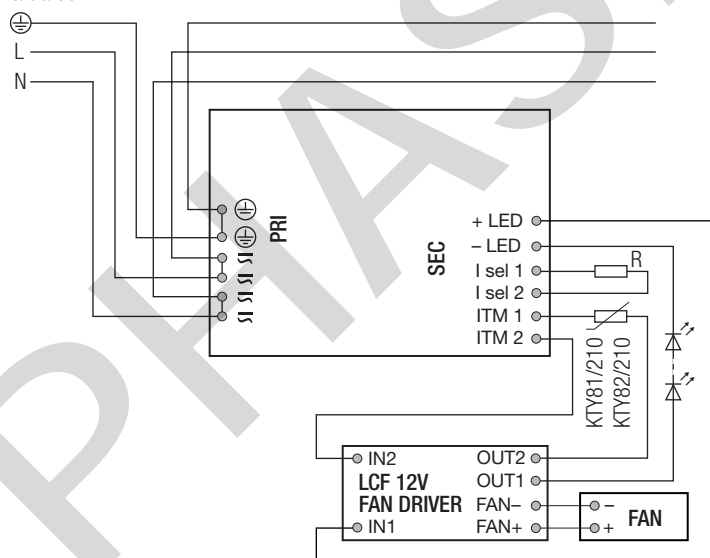 L
N
PRI
SEC
+ LED
– LED
I sel 1
I sel 2
ITM 1
ITM 2
R
KTY81/210
KTY82/210
IN2
LCF 12V
FAN DRIVER
IN1
OUT2
OUT1
FAN–
FAN+
–
+
FAN
PHAS